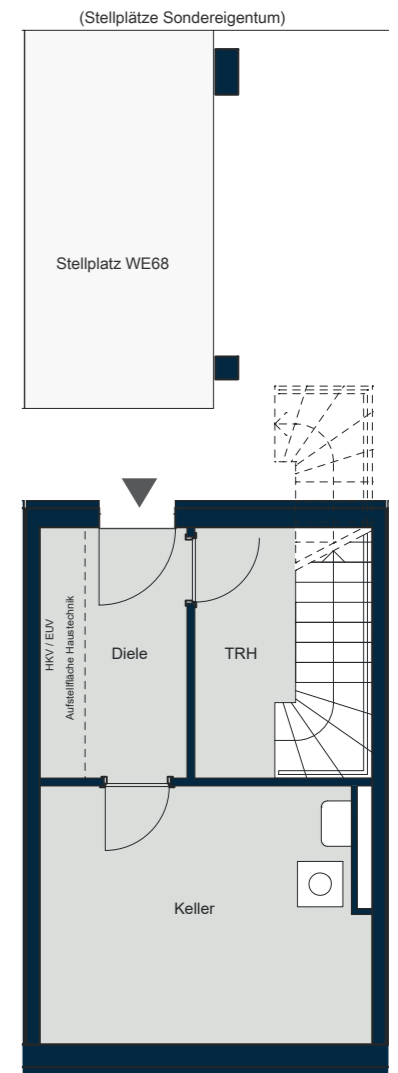 (Stellplätze Sondereigentum)
Stellplatz WE68
HKV / EUV
Aufstellfläche Haustechnik
Diele
TRH
Keller